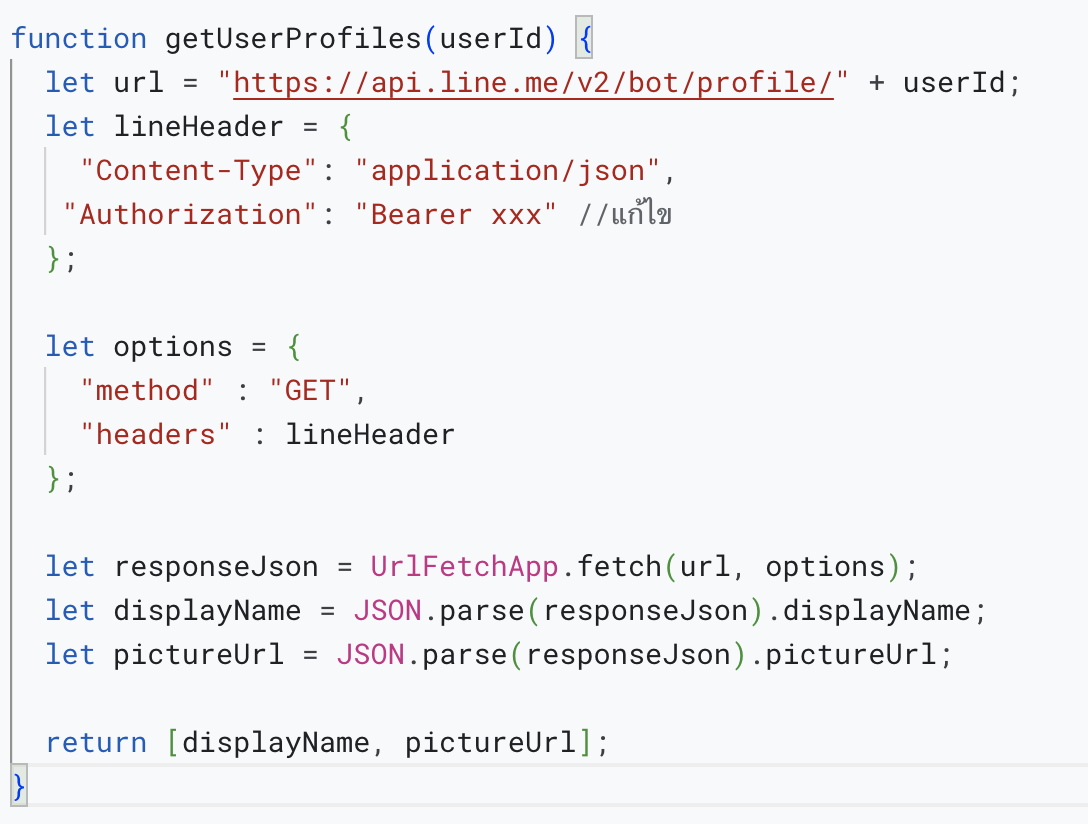 function getUserProfiles(userId) {
let url = "https://api.line.me/v2/bot/profile/" + userId;
let lineHeader = {
"Content-Type": "application/json",
"Authorization": "Bearer xxx" //แก้ไข
};
let options = {
"method" : "GET",
"headers" : lineHeader
};
let responseJson = UrlFetchApp.fetch(url, options);
let displayName = JSON.parse(responseJson).displayName;
let pictureUrl = JSON.parse(responseJson).pictureUrl;
return [displayName, pictureUrl];
}